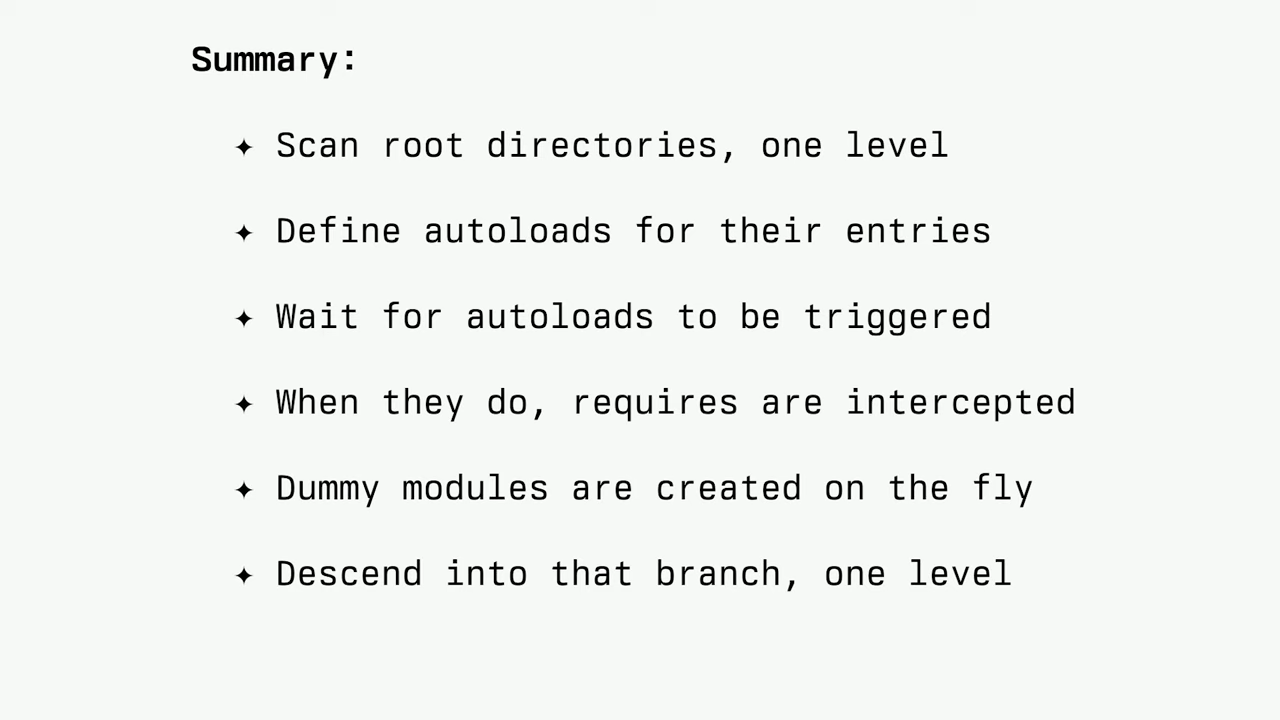 Summary:
✦ Scan root directories, one level
✦ Define autoloads for their entries
✦ Wait for autoloads to be triggered
✦ When they do, requires are intercepted
✦ Dummy modules are created on the fly
✦ Descend into that branch, one level